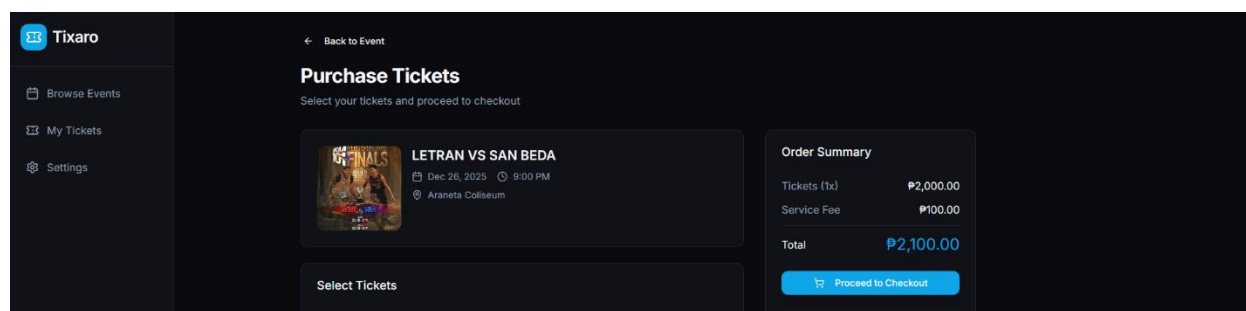 Tixaro
Browse Events
My Tickets
Settings
Back to Event
Purchase Tickets
Select your tickets and proceed to checkout
FINALS
LETRAN VS SAN BEDA
Dec 26, 2025 9:00 PM
Araneta Coliseum
Select Tickets
Order Summary
Tickets (1x) ₱2,000.00
Service Fee ₱100.00
Total ₱2,100.00
Proceed to Checkout